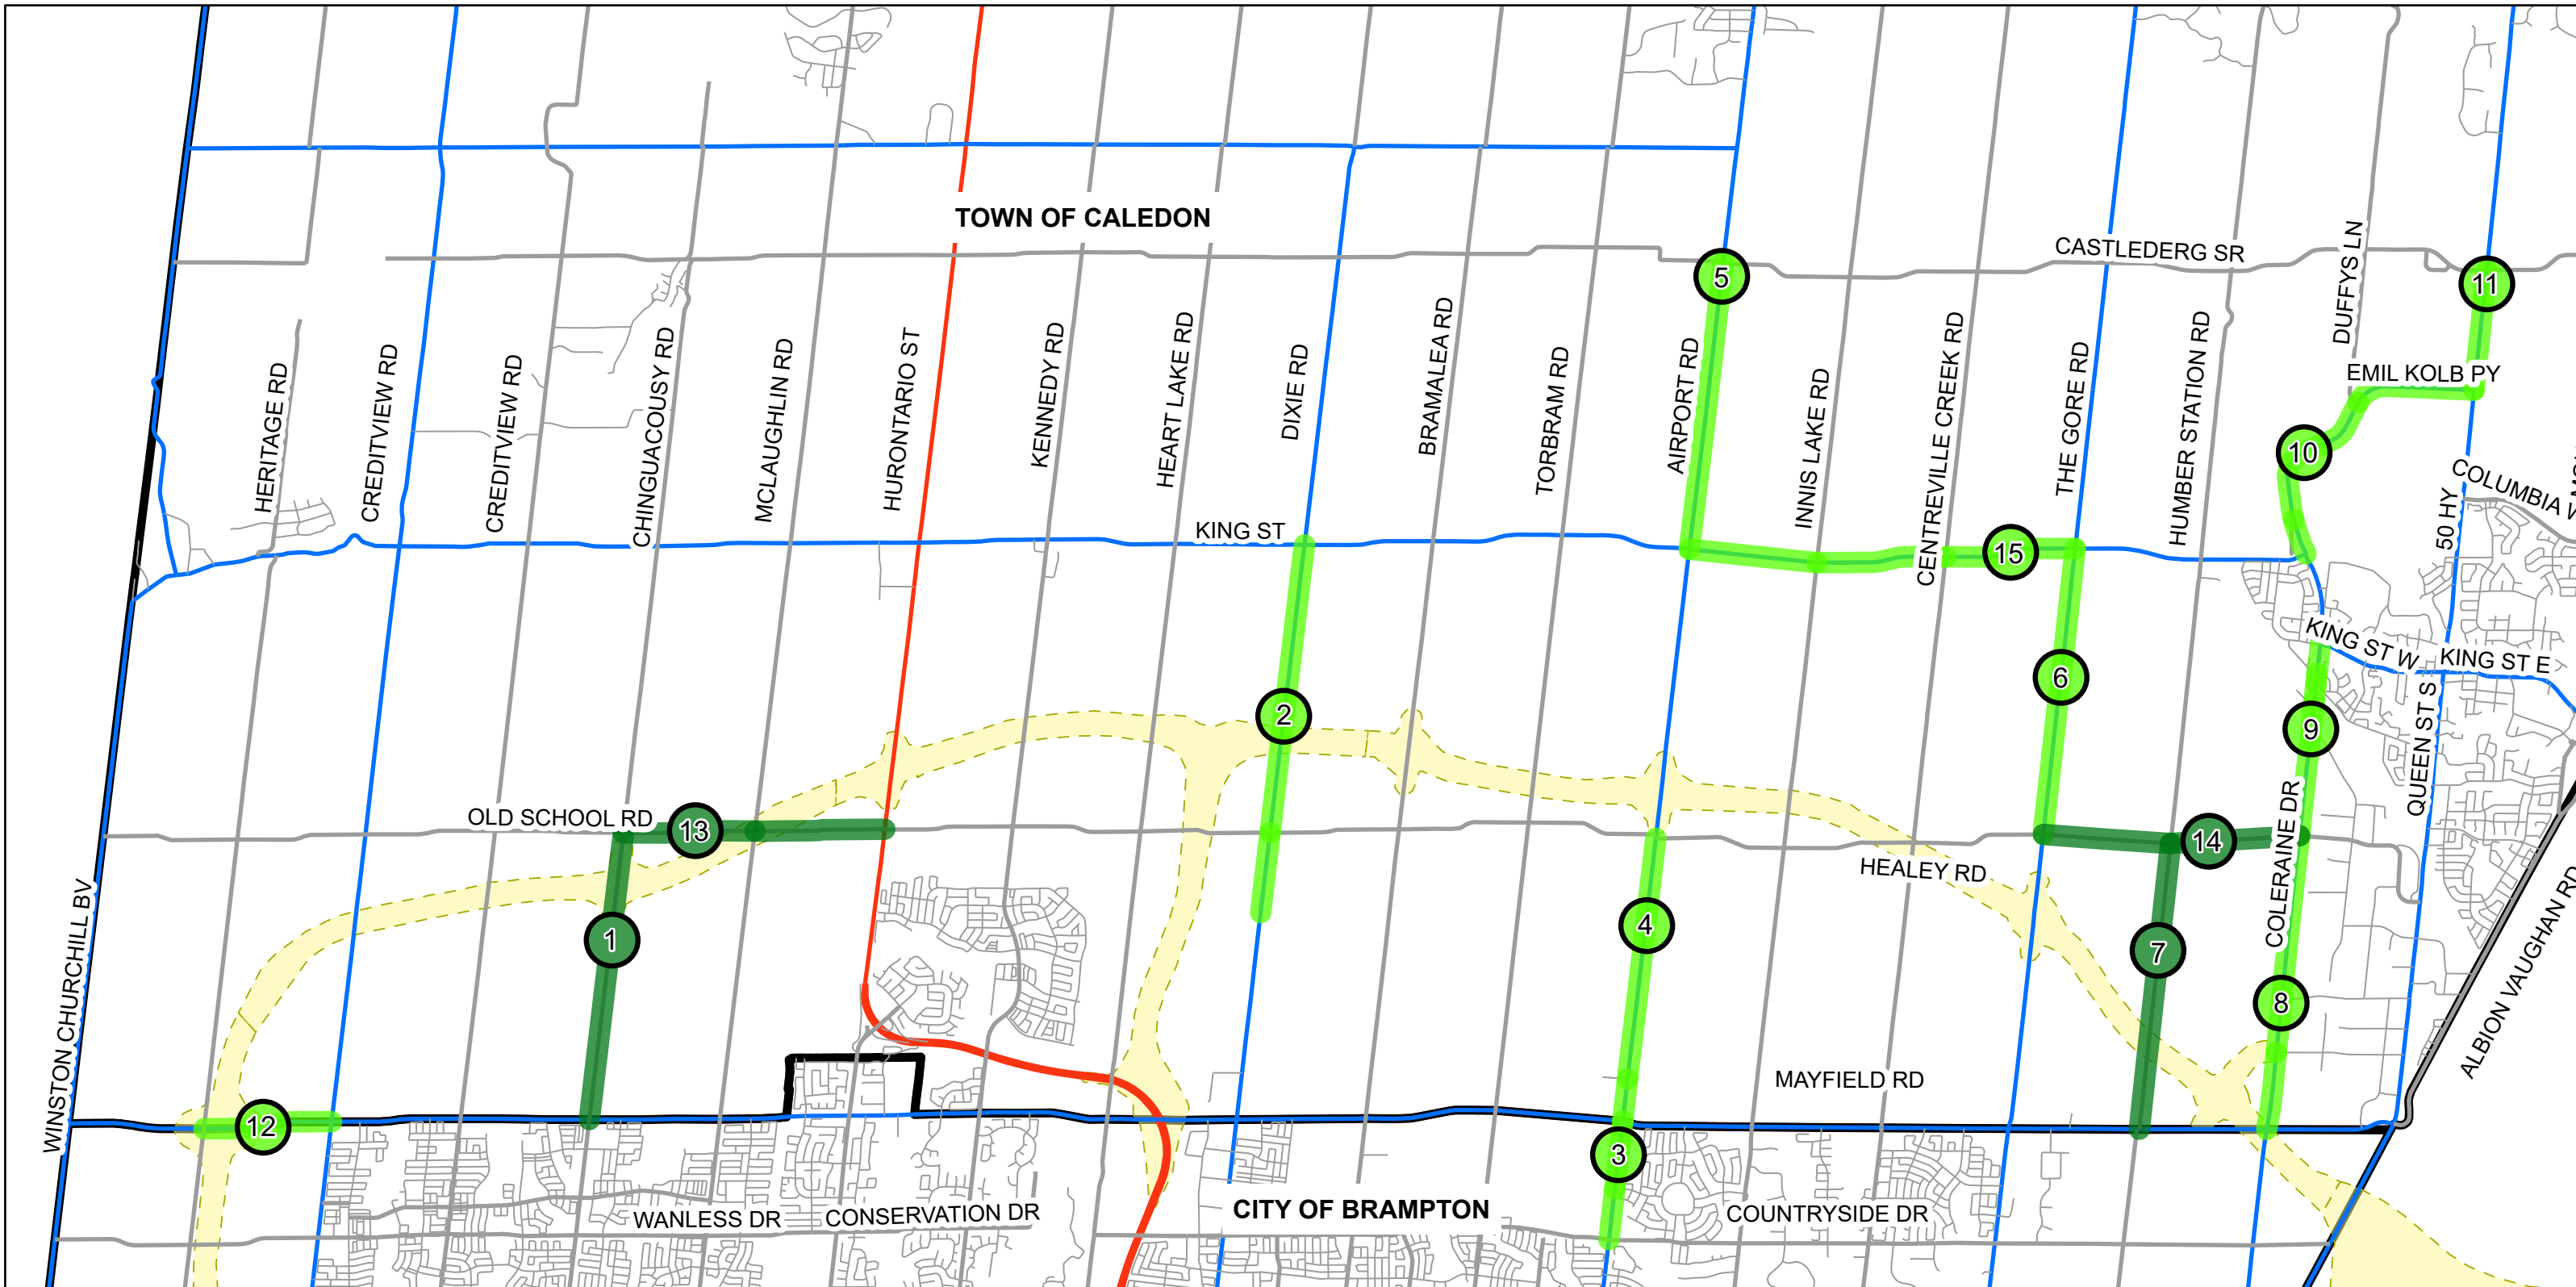 TOWN OF CALEDON
CASTLEDERG SR
DUFFYS LN
5
11
HERITAGE RD
CREDITVIEW RD
CREDITVIEW RD
CHINGUACOUSY RD
MCLAUGHLIN RD
HURONTARIO ST
KENNEDY RD
HEART LAKE RD
DIXIE RD
BRAMALEA RD
TORBRAM RD
AIRPORT RD
INNIS LAKE RD
CENTREVILLE CREEK RD
THE GORE RD
HUMBER STATION RD
EMIL KOLB PY
10
COLUMBIA
50 HY
KING ST
15
KING ST W
KING ST E
6
2
9
QUEEN ST S
OLD SCHOOL RD
13
14
HEALEY RD
COLERAINE DR
1
4
7
8
WINSTON CHURCHILL BV
ALBION VAUGHAN RD
MAYFIELD RD
12
3
WANLESS DR
CONSERVATION DR
CITY OF BRAMPTON
COUNTRYSIDE DR